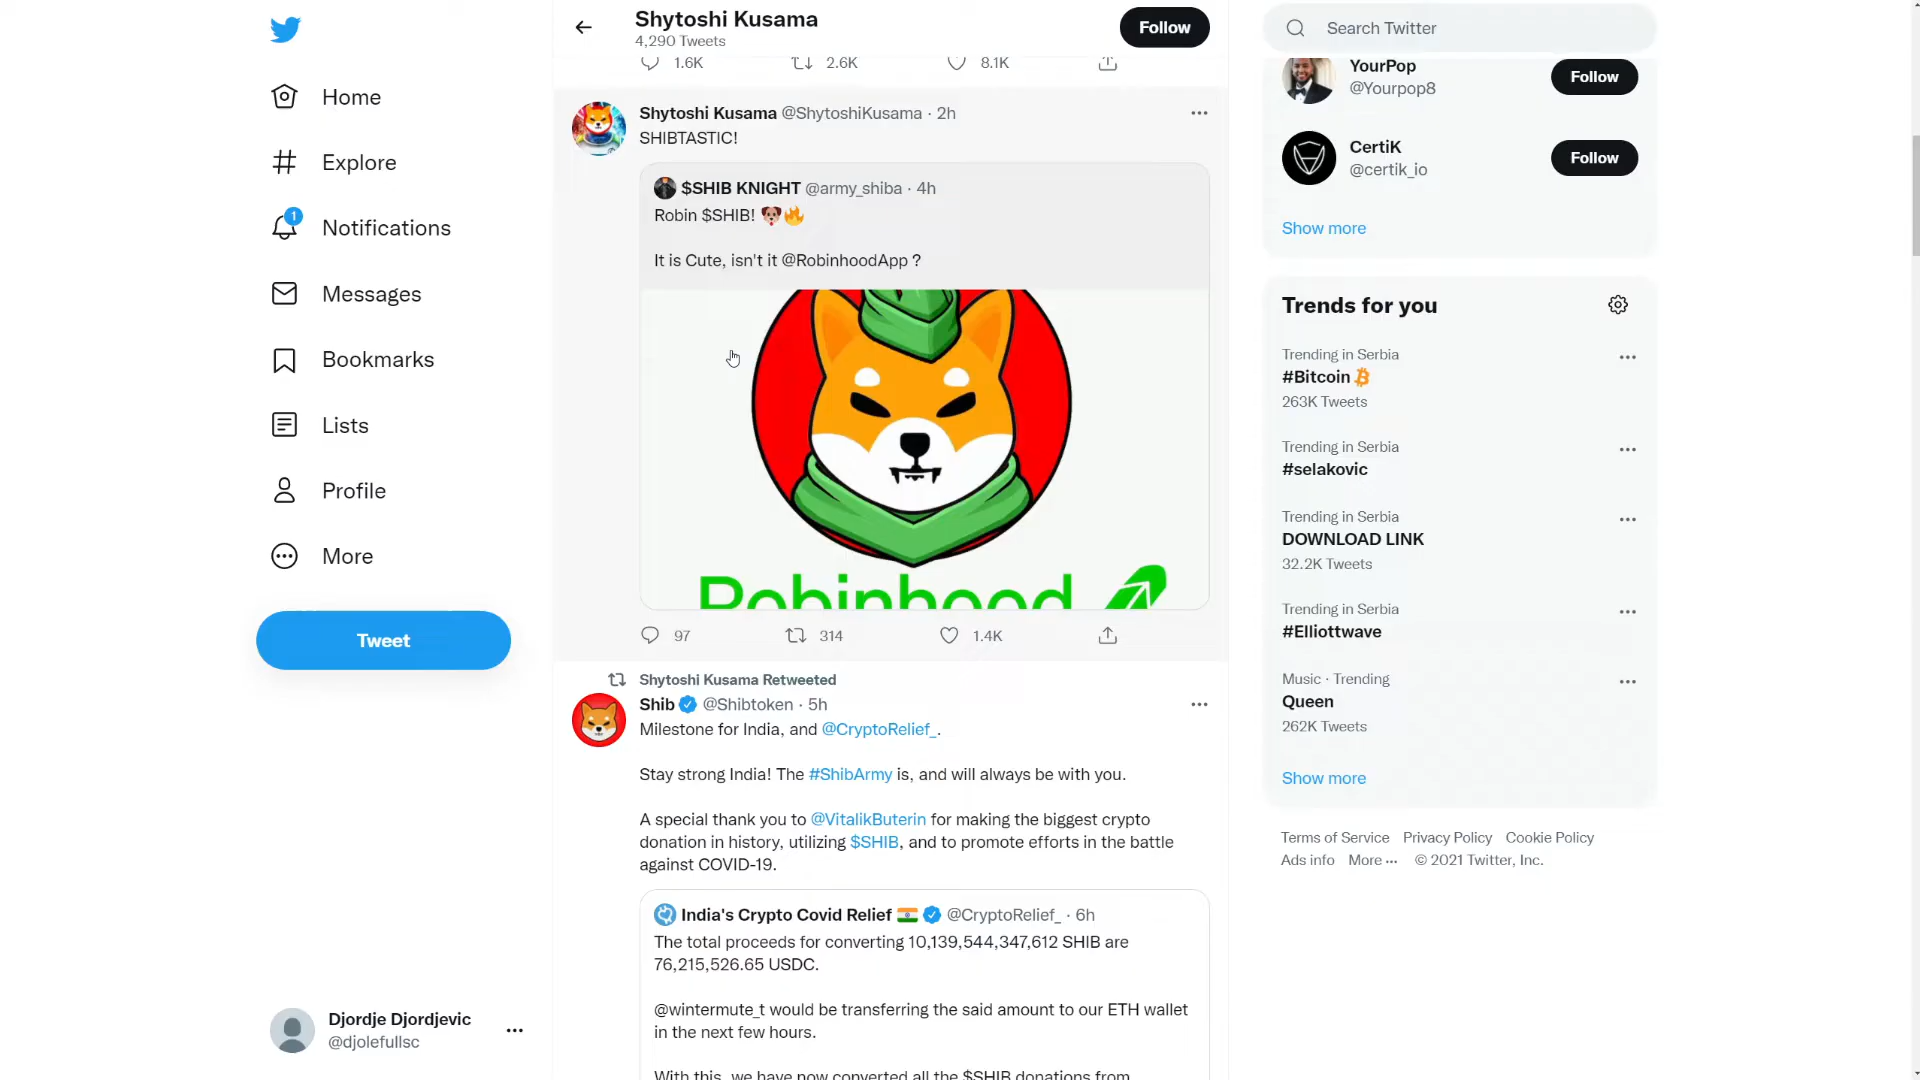 Home
Explore
1
Notifications
Messages
Bookmarks
Lists
Profile
More
Tweet
Djordje Djordjevic
@djolefullsc
Shytoshi Kusama
4,290 Tweets
Follow
1.6K 2.6K 8.1K
Shytoshi Kusama @ShytoshiKusama · 2h
SHIBTASTIC!
$SHIB KNIGHT @army_shiba · 4h
Robin $SHIB! 🐶🔥
It is Cute, isn't it @RobinhoodApp ?
Robinhood
97 314 1.4K
Shytoshi Kusama Retweeted
Shib @Shibtoken · 5h
Milestone for India, and @CryptoRelief_.
Stay strong India! The #ShibArmy is, and will always be with you.
A special thank you to @VitalikButerin for making the biggest crypto
donation in history, utilizing $SHIB, and to promote efforts in the battle
against COVID-19.
India's Crypto Covid Relief 🇮🇳 @CryptoRelief_ · 6h
The total proceeds for converting 10,139,544,347,612 SHIB are
76,215,526.65 USDC.
@wintermute_t would be transferring the said amount to our ETH wallet
in the next few hours.
With this, we have now converted all the $SHIB donations from
Search Twitter
YourPop
@Yourpop8
Follow
CertiK
@certik_io
Follow
Show more
Trends for you
Trending in Serbia
#Bitcoin
263K Tweets
Trending in Serbia
#selakovic
Trending in Serbia
DOWNLOAD LINK
32.2K Tweets
Trending in Serbia
#Elliottwave
Music · Trending
Queen
262K Tweets
Show more
Terms of Service Privacy Policy Cookie Policy
Ads info More ··· © 2021 Twitter, Inc.